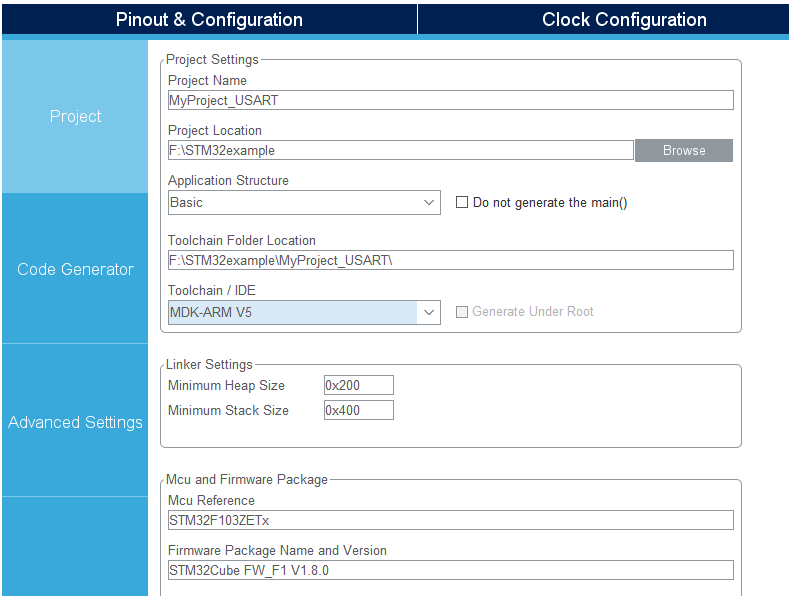 Pinout & Configuration
Clock Configuration
Project
Code Generator
Advanced Settings
Project Settings
Project Name
MyProject_USART
Project Location
F:\STM32example
Browse
Application Structure
Basic
Do not generate the main()
Toolchain Folder Location
F:\STM32example\MyProject_USART\
Toolchain / IDE
MDK-ARM V5
Generate Under Root
Linker Settings
Minimum Heap Size
0x200
Minimum Stack Size
0x400
Mcu and Firmware Package
Mcu Reference
STM32F103ZETx
Firmware Package Name and Version
STM32Cube FW_F1 V1.8.0